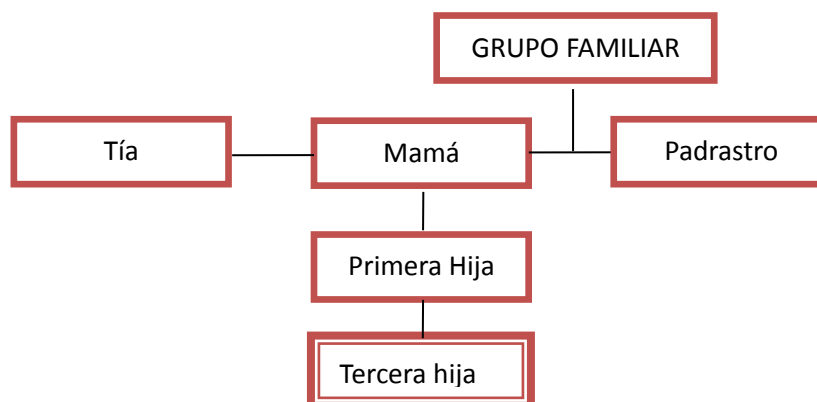 GRUPO FAMILIAR
Tía
Mamá
Padrastro
Primera Hija
Tercera hija